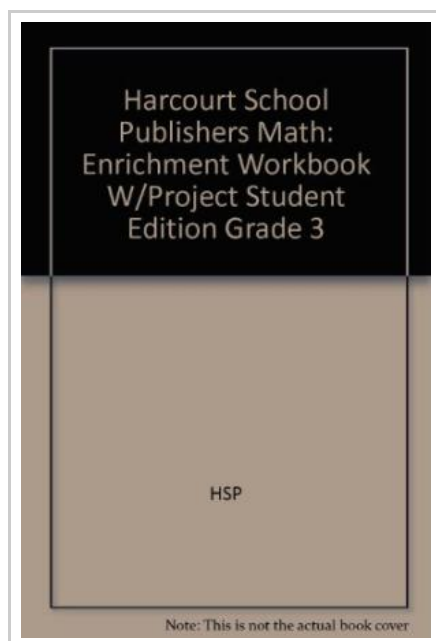 Harcourt School
Publishers Math:
Enrichment Workbook
W/Project Student
Edition Grade 3
HSP
Note: This is not the actual book cover